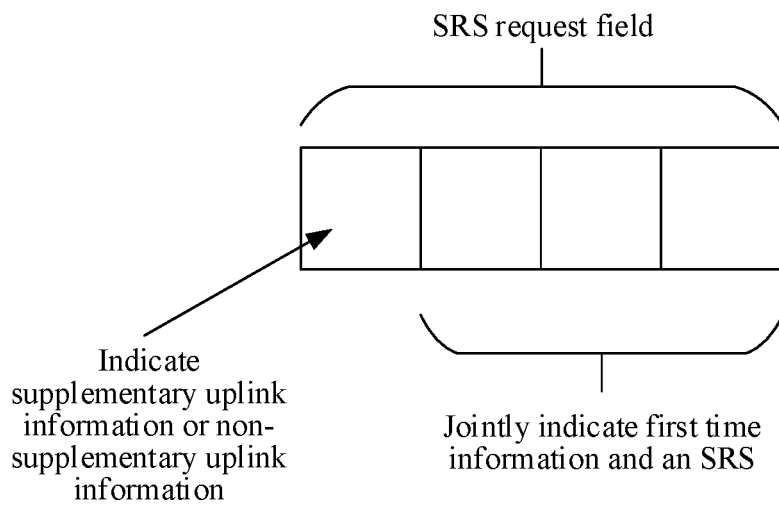 SRS request field
Indicate
supplementary uplink
information or non-
supplementary uplink
information
Jointly indicate first time
information and an SRS